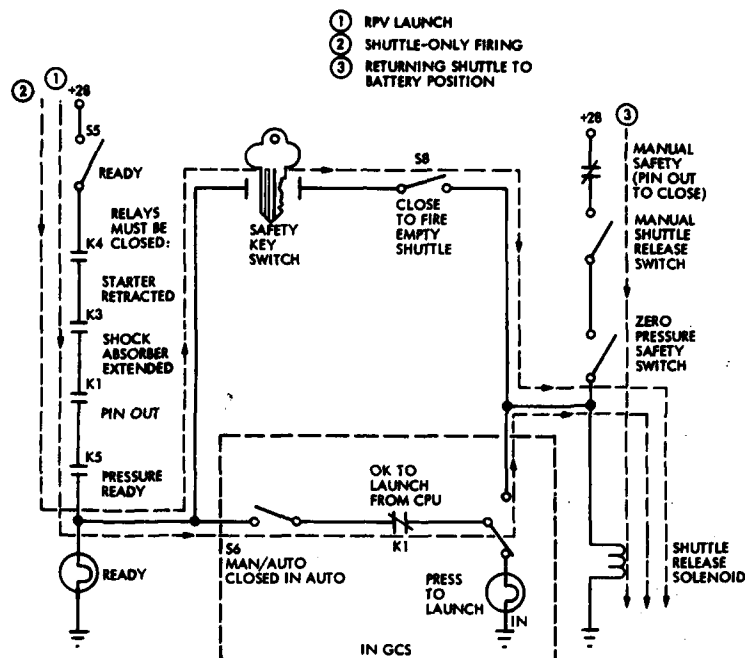 1 RPV LAUNCH
2 SHUTTLE-ONLY FIRING
3 RETURNING SHUTTLE TO
BATTERY POSITION
2
1
+28
S5
READY
RELAYS
MUST BE
CLOSED:
K4
STARTER
RETRACTED
K3
SHOCK
ABSORBER
EXTENDED
K1
PIN OUT
K5
PRESSURE
READY
READY
SAFETY
KEY
SWITCH
S8
CLOSE
TO FIRE
EMPTY
SHUTTLE
+28
3
MANUAL
SAFETY
(PIN OUT
TO CLOSE)
MANUAL
SHUTTLE
RELEASE
SWITCH
ZERO
PRESSURE
SAFETY
SWITCH
OK TO
LAUNCH
FROM CPU
K1
S6
MAN/AUTO
CLOSED IN AUTO
PRESS
TO
LAUNCH
IN
IN GCS
SHUTTLE
RELEASE
SOLENOID